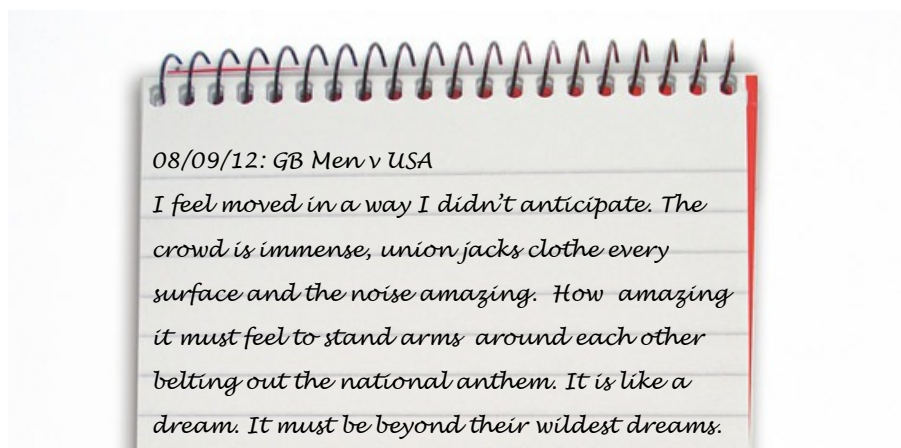 08/09/12: GB Men v USA
I feel moved in a way I didn’t anticipate. The
crowd is immense, union jacks clothe every
surface and the noise amazing. How amazing
it must feel to stand arms around each other
belting out the national anthem. It is like a
dream. It must be beyond their wildest dreams.